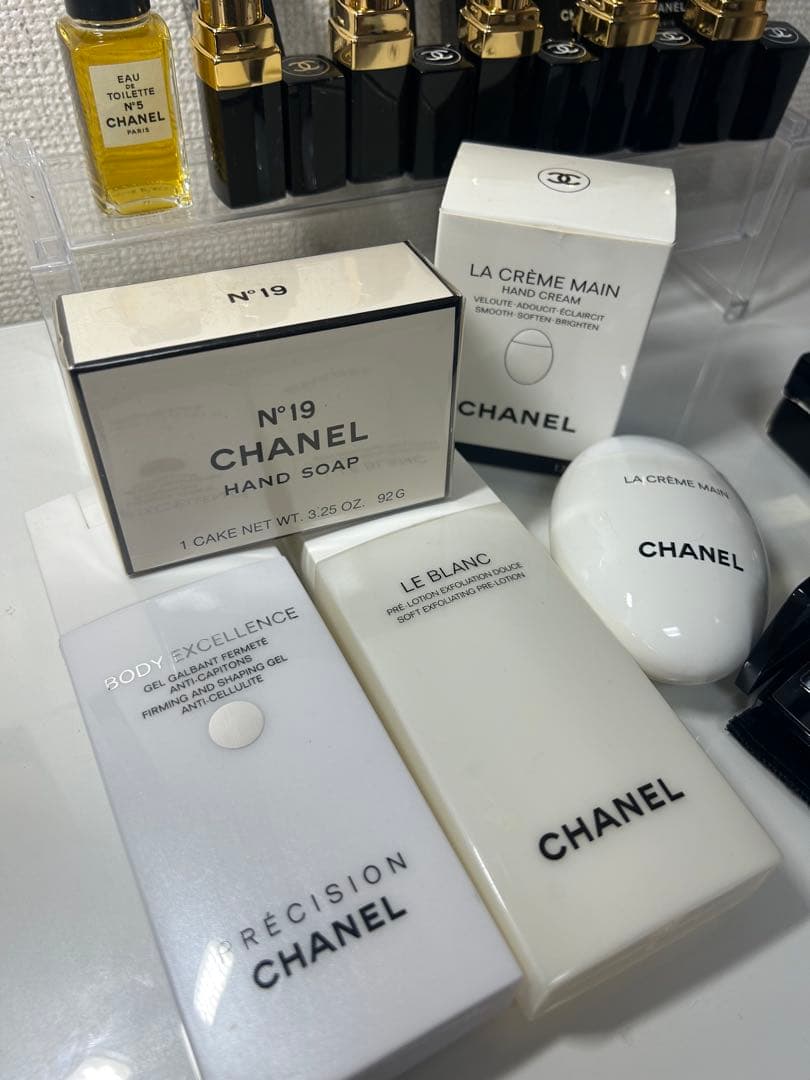 EAU
DE
TOILETTE
N°5
CHANEL
PARIS
CHANEL
N°19
N°19
CHANEL
HAND SOAP
1 CAKE NET WT. 3.25 OZ. 92G
LA CRÈME MAIN
HAND CREAM
VELOUTE·ADOUCIT·ÉCLAIRCIT
SMOOTH·SOFTEN·BRIGHTEN
CHANEL
LA CRÈME MAIN
CHANEL
BODY EXCELLENCE
GEL GALBANT FERMETÉ
ANTI-CAPITONS
FIRMING AND SHAPING GEL
ANTI-CELLULITE
PRÉCISION
CHANEL
LE BLANC
PRÉ-LOTION EXFOLIATION DOUCE
SOFT EXFOLIATING PRE-LOTION
CHANEL